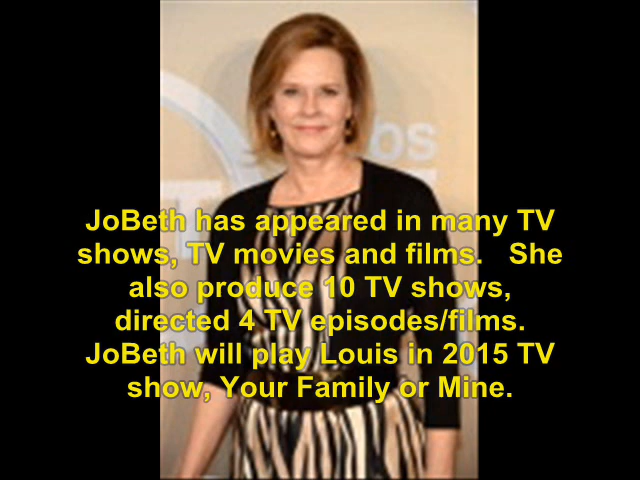 bs
JoBeth has appeared in many TV
shows, TV movies and films.   She
also produce 10 TV shows,
directed 4 TV episodes/films.
JoBeth will play Louis in 2015 TV
show, Your Family or Mine.